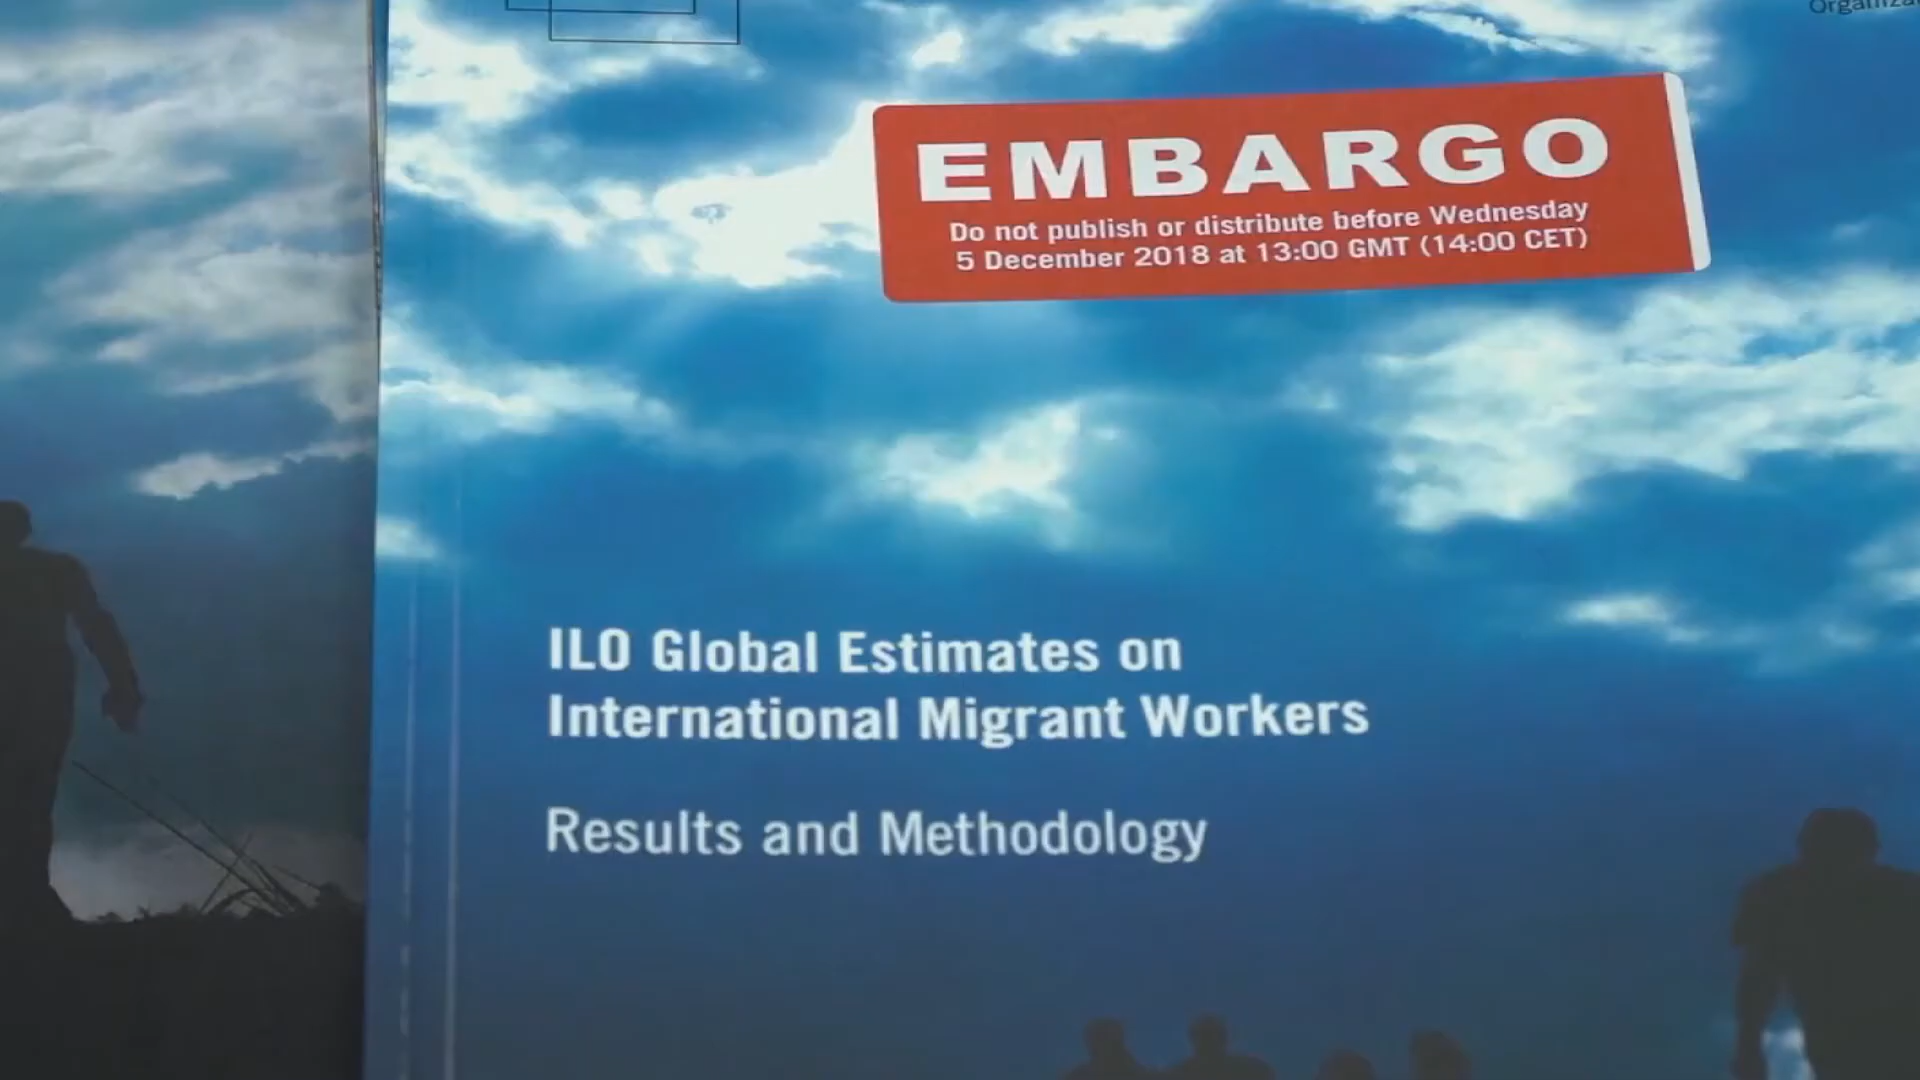 EMBARGO
Do not publish or distribute before Wednesday
5 December 2018 at 13:00 GMT (14:00 CET)
ILO Global Estimates on
International Migrant Workers
Results and Methodology